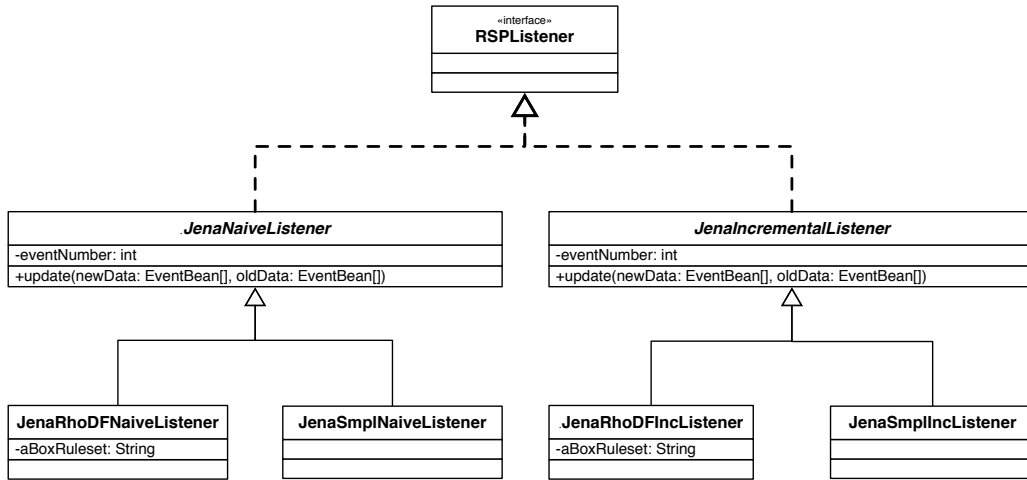 «interface»
RSPListener
JenaNaiveListener
-eventNumber: int
+update(newData: EventBean[], oldData: EventBean[])
JenaIncrementalListener
-eventNumber: int
+update(newData: EventBean[], oldData: EventBean[])
JenaRhoDFNaiveListener
-aBoxRuleset: String
JenaSmplNaiveListener
JenaRhoDFIncListener
-aBoxRuleset: String
JenaSmplIncListener